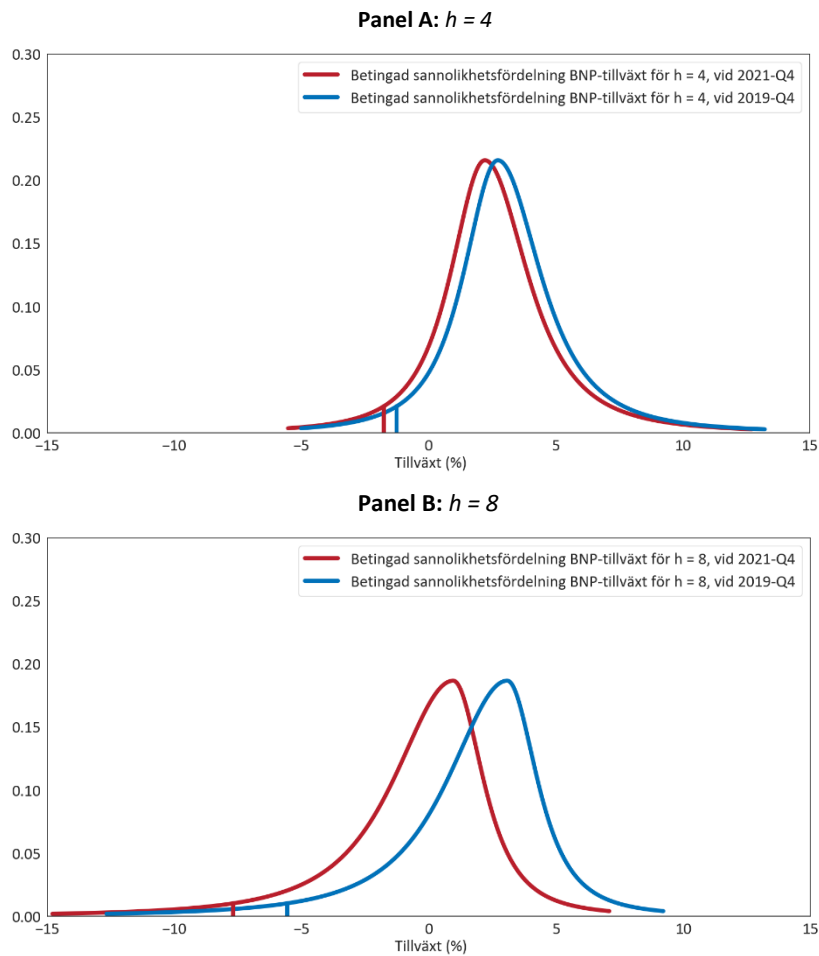 Panel A: h = 4
0.30
Betingad sannolikhetsfördelning BNP-tillväxt för h = 4, vid 2021-Q4
Betingad sannolikhetsfördelning BNP-tillväxt för h = 4, vid 2019-Q4
0.25
0.20
0.15
0.10
0.05
0.00
−15 −10 −5 0 5 10 15
Tillväxt (%)
Panel B: h = 8
0.30
Betingad sannolikhetsfördelning BNP-tillväxt för h = 8, vid 2021-Q4
Betingad sannolikhetsfördelning BNP-tillväxt för h = 8, vid 2019-Q4
0.25
0.20
0.15
0.10
0.05
0.00
−15 −10 −5 0 5 10 15
Tillväxt (%)